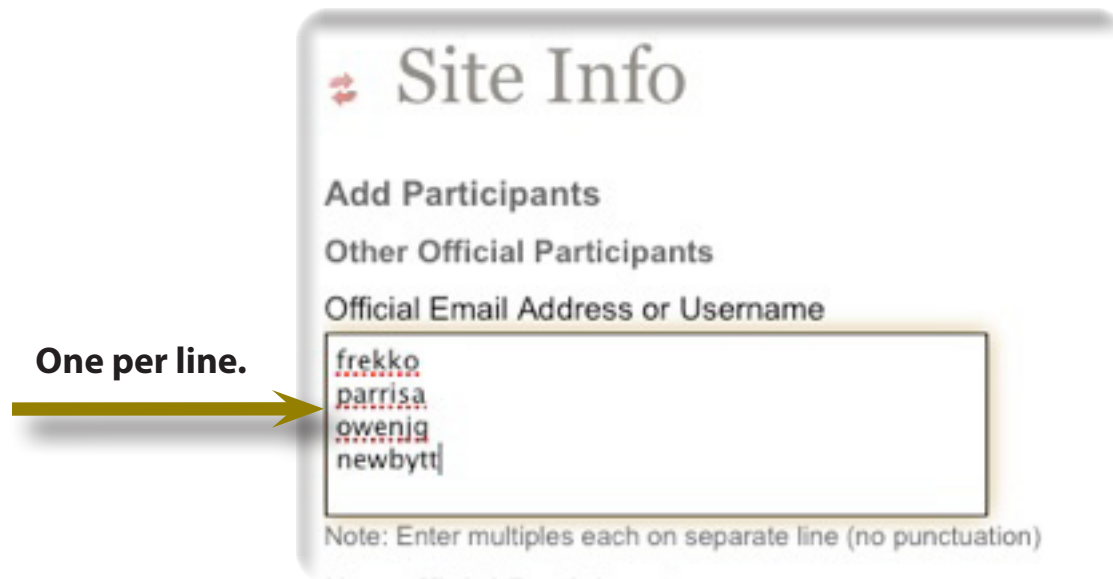 Site Info
Add Participants
Other Official Participants
Official Email Address or Username
One per line.
frekko
parrisa
owenjq
newbytt
Note: Enter multiples each on separate line (no punctuation)